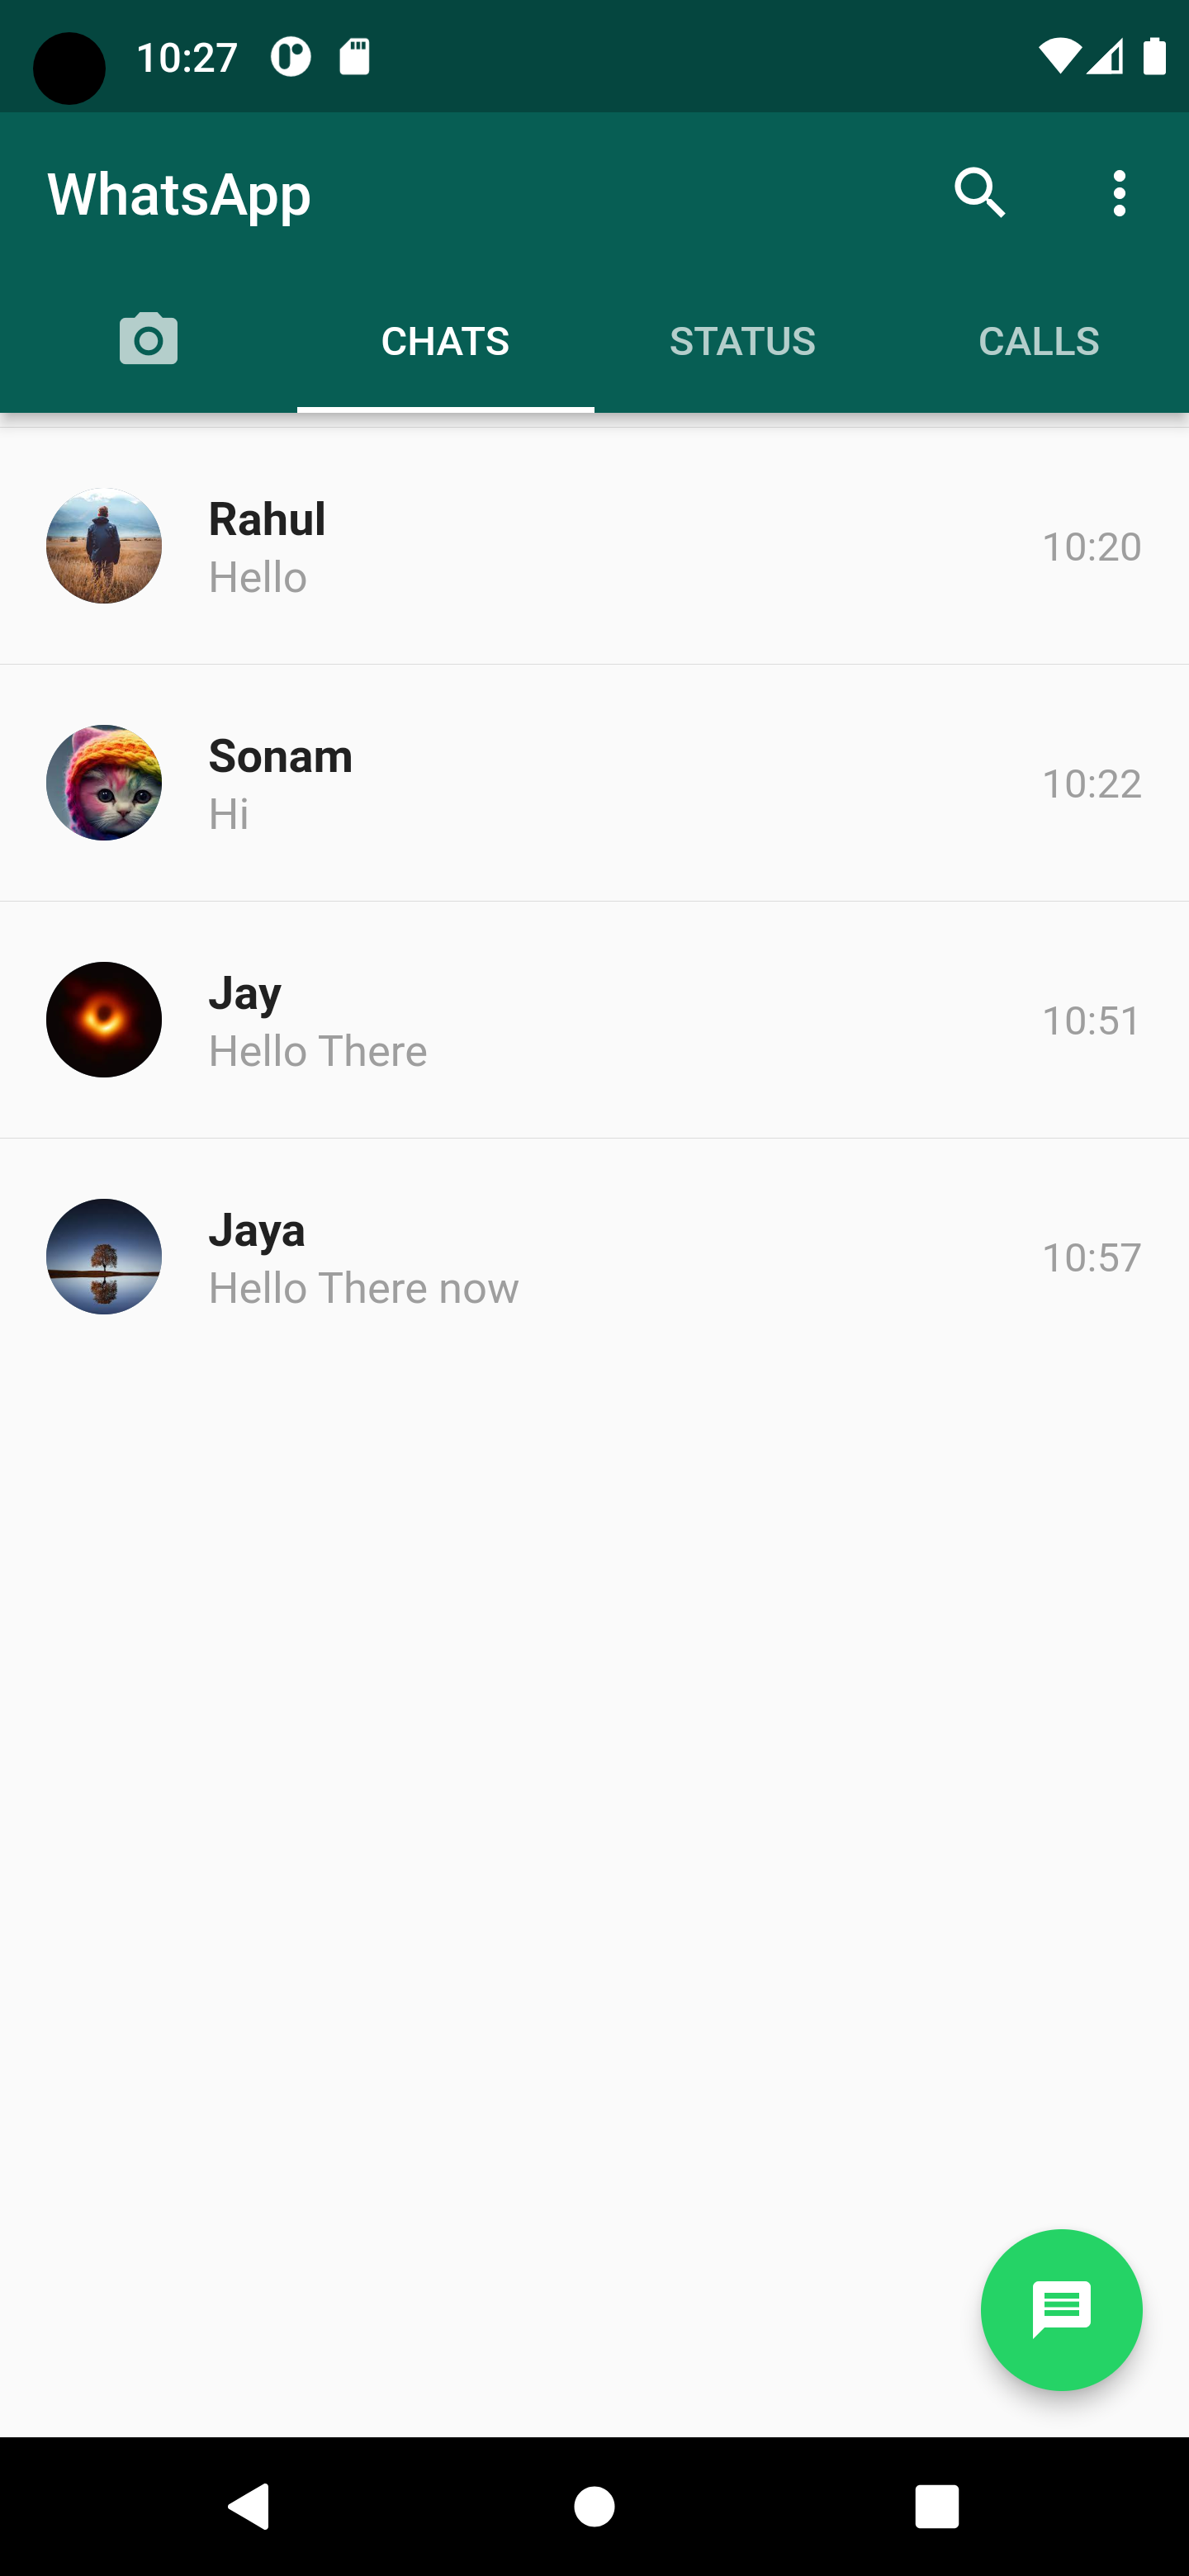 10:27
WhatsApp
CHATS STATUS CALLS
Rahul
Hello
10:20
Sonam
Hi
10:22
Jay
Hello There
10:51
Jaya
Hello There now
10:57